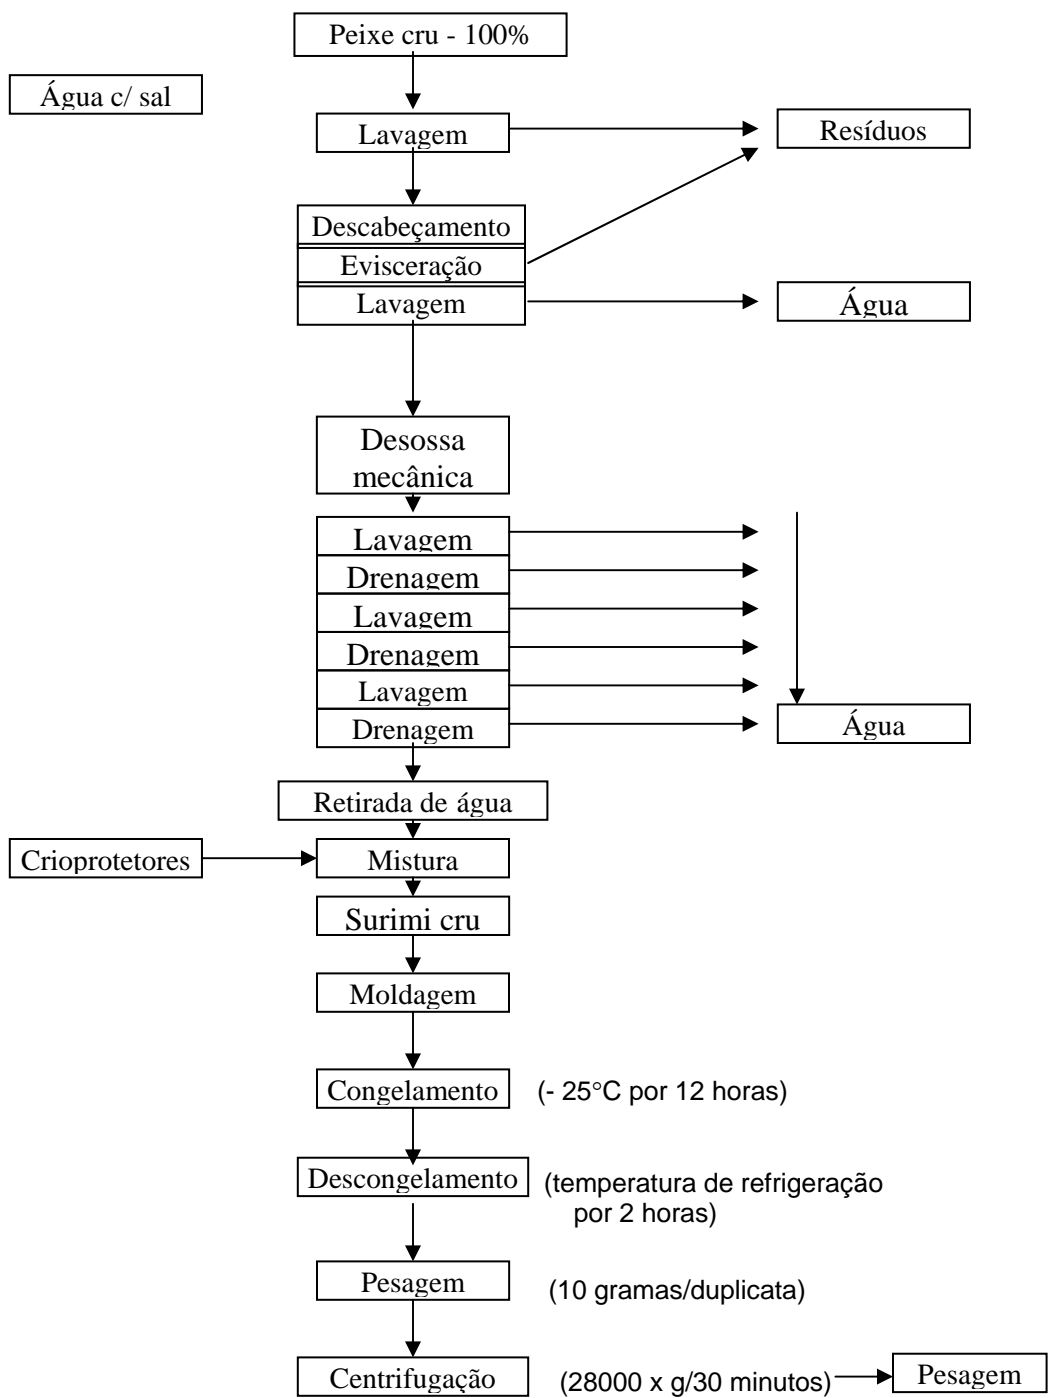 Peixe cru - 100%
Água c/ sal
Lavagem
Resíduos
Descabeçamento
Evisceração
Lavagem
Água
Desossa
mecânica
Lavagem
Drenagem
Lavagem
Drenagem
Lavagem
Drenagem
Água
Retirada de água
Crioprotetores
Mistura
Surimi cru
Moldagem
Congelamento
(- 25°C por 12 horas)
Descongelamento
(temperatura de refrigeração
por 2 horas)
Pesagem
(10 gramas/duplicata)
Centrifugação
(28000 x g/30 minutos)
Pesagem